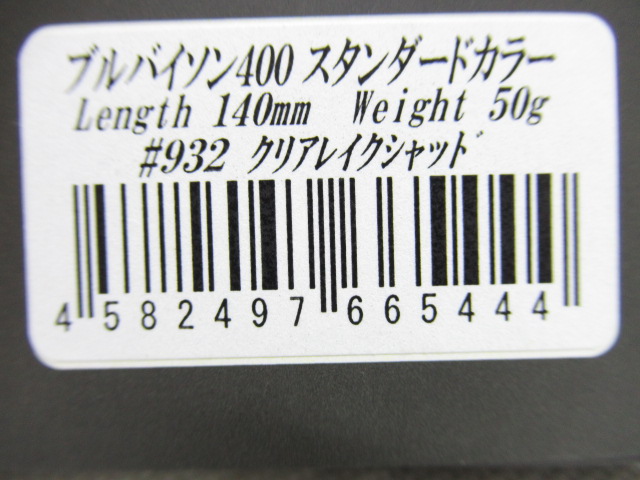 ブルバイソン400 スタンダードカラー
Length 140mm Weight 50g
#932 クリアレイクシャッド
4 582497 665444